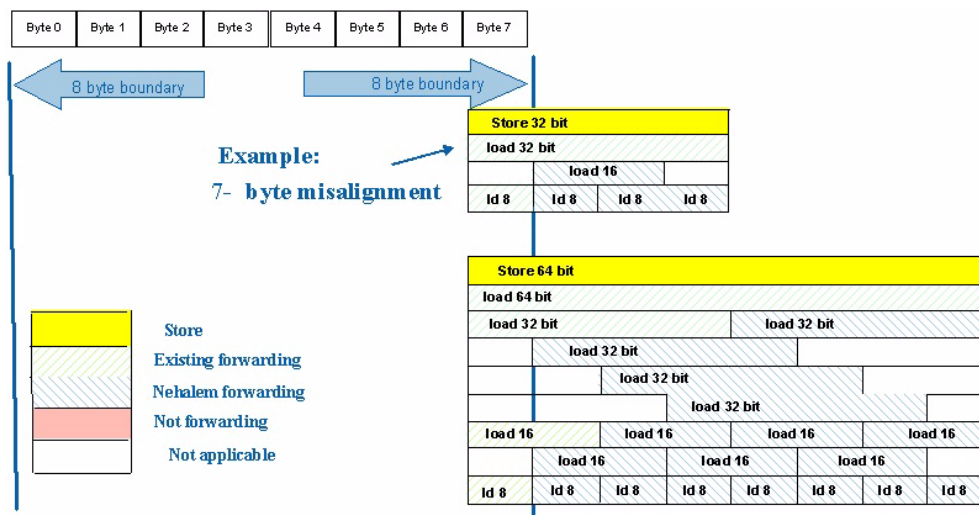 Byte 0 Byte 1 Byte 2 Byte 3 Byte 4 Byte 5 Byte 6 Byte 7
8 byte boundary 8 byte boundary
Store 32 bit
Example:
7- byte misalignment
load 32 bit
load 16
ld 8 ld 8 ld 8 ld 8
Store 64 bit
load 64 bit
load 32 bit load 32 bit
load 32 bit
load 32 bit
load 32 bit
load 16 load 16 load 16 load 16
load 16 load 16 load 16
ld 8 ld 8 ld 8 ld 8 ld 8 ld 8 ld 8 ld 8
Store
Existing forwarding
Nehalem forwarding
Not forwarding
Not applicable